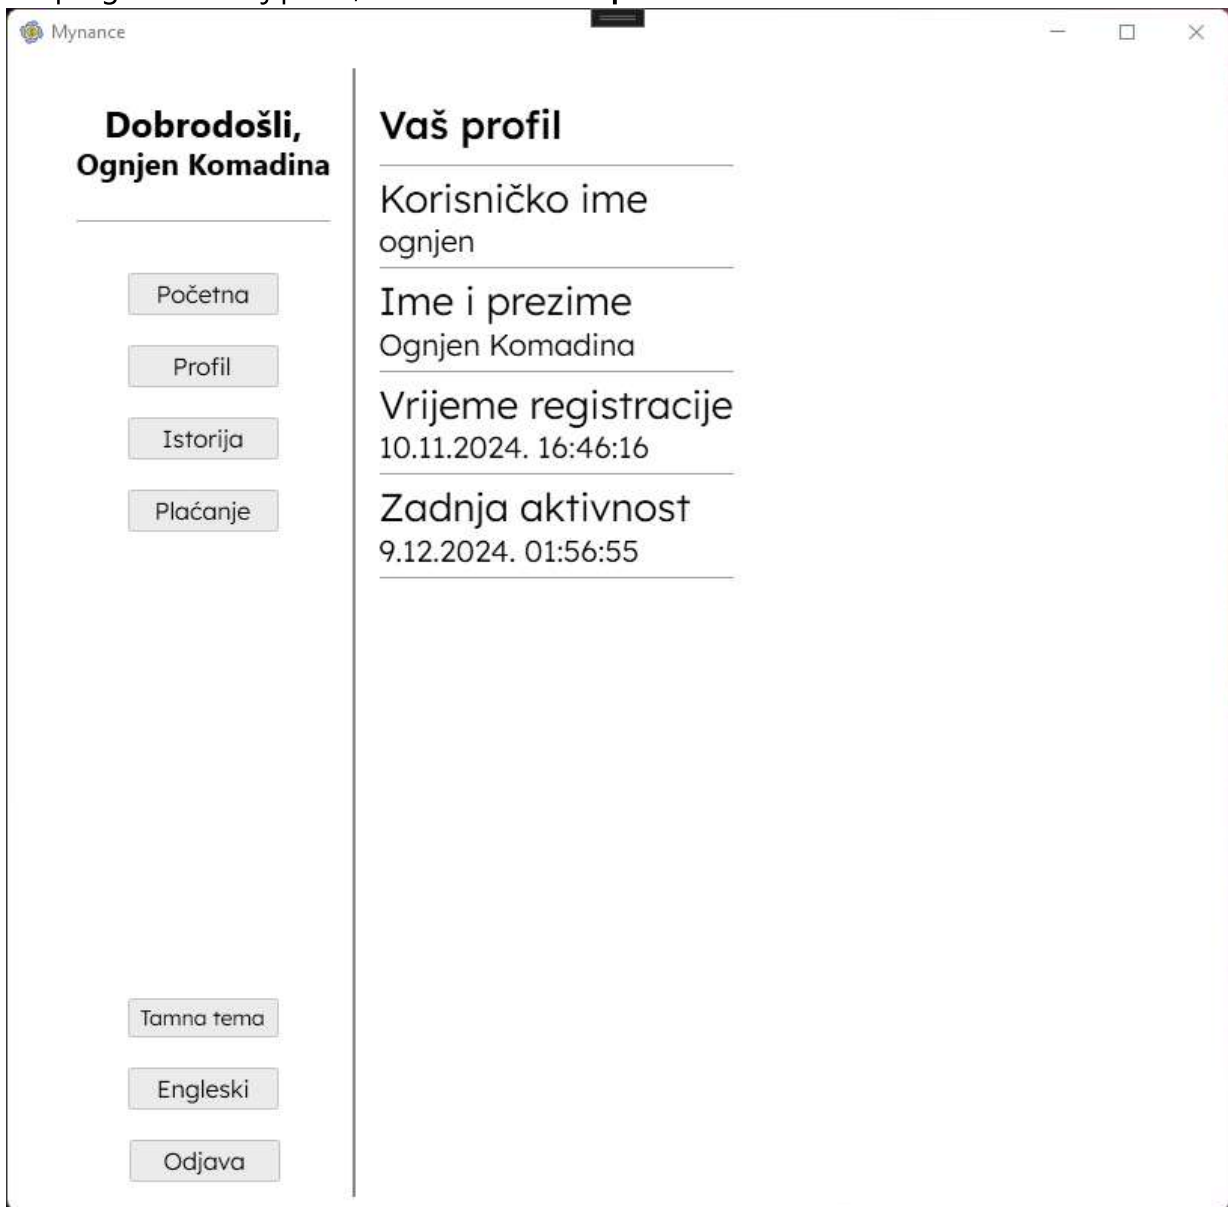 Mynance
Dobrodošli,
Ognjen Komadina
Početna
Profil
Istorija
Plaćanje
Tamna tema
Engleski
Odjava
Vaš profil
Korisničko ime
ognjen
Ime i prezime
Ognjen Komadina
Vrijeme registracije
10.11.2024. 16:46:16
Zadnja aktivnost
9.12.2024. 01:56:55